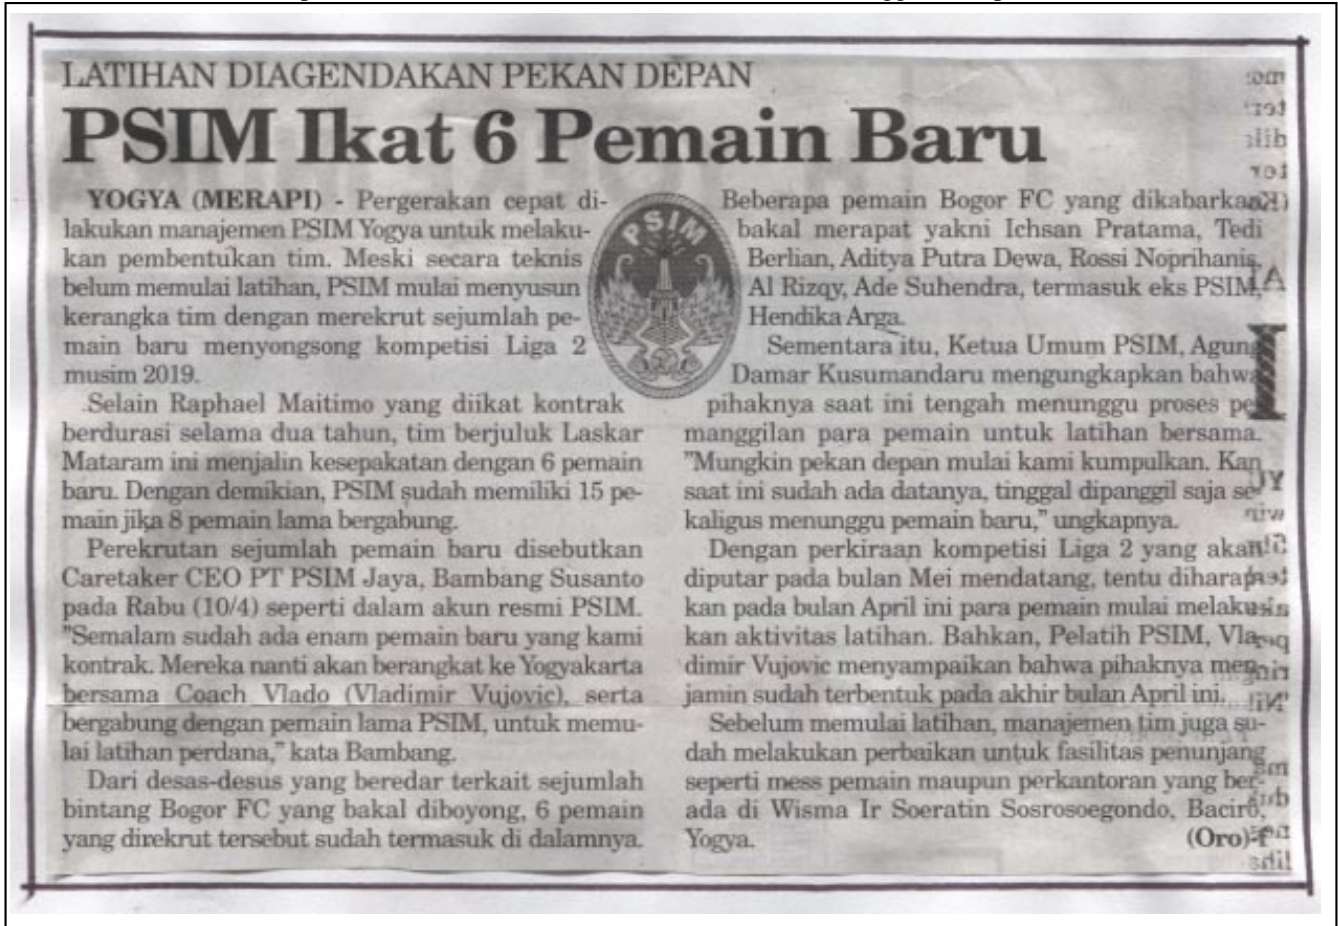 LATIHAN DIAGENDAKAN PEKAN DEPAN
PSIM Ikat 6 Pemain Baru
YOGYA (MERAPI) - Pergerakan cepat di-
lakukan manajemen PSIM Yogya untuk melaku-
kan pembentukan tim. Meski secara teknis
belum memulai latihan, PSIM mulai menyusun
kerangka tim dengan merekrut sejumlah pe-
main baru menyongsong kompetisi Liga 2
musim 2019.
Selain Raphael Maitimo yang diikat kontrak
berdurasi selama dua tahun, tim berjuluk Laskar
Mataram ini menjalin kesepakatan dengan 6 pemain
baru. Dengan demikian, PSIM sudah memiliki 15 pe-
main jika 8 pemain lama bergabung.
Perekrutan sejumlah pemain baru disebutkan
Caretaker CEO PT PSIM Jaya, Bambang Susanto
pada Rabu (10/4) seperti dalam akun resmi PSIM.
"Semalam sudah ada enam pemain baru yang kami
kontrak. Mereka nanti akan berangkat ke Yogyakarta
bersama Coach Vlado (Vladimir Vujovic), serta
bergabung dengan pemain lama PSIM, untuk memu-
lai latihan perdana," kata Bambang.
Dari desas-desus yang beredar terkait sejumlah
bintang Bogor FC yang bakal diboyong, 6 pemain
yang direkrut tersebut sudah termasuk di dalamnya.
PSIM
Beberapa pemain Bogor FC yang dikabarkan
bakal merapat yakni Ichsan Pratama, Tedi
Berlian, Aditya Putra Dewa, Rossi Noprihanis,
Al Rizqy, Ade Suhendra, termasuk eks PSIM,
Hendika Arga.
Sementara itu, Ketua Umum PSIM, Agung
Damar Kusumandaru mengungkapkan bahwa
pihaknya saat ini tengah menunggu proses pe-
manggilan para pemain untuk latihan bersama.
"Mungkin pekan depan mulai kami kumpulkan. Kan
saat ini sudah ada datanya, tinggal dipanggil saja se-
kaligus menunggu pemain baru," ungkapnya.
Dengan perkiraan kompetisi Liga 2 yang akan
diputar pada bulan Mei mendatang, tentu diharap-
kan pada bulan April ini para pemain mulai melaku-
kan aktivitas latihan. Bahkan, Pelatih PSIM, Vla-
dimir Vujovic menyampaikan bahwa pihaknya men-
jamin sudah terbentuk pada akhir bulan April ini.
Sebelum memulai latihan, manajemen tim juga su-
dah melakukan perbaikan untuk fasilitas penunjang
seperti mess pemain maupun perkantoran yang ber-
ada di Wisma Ir Soeratin Sosrosoegondo, Baciro,
Yogya. (Oro)-f